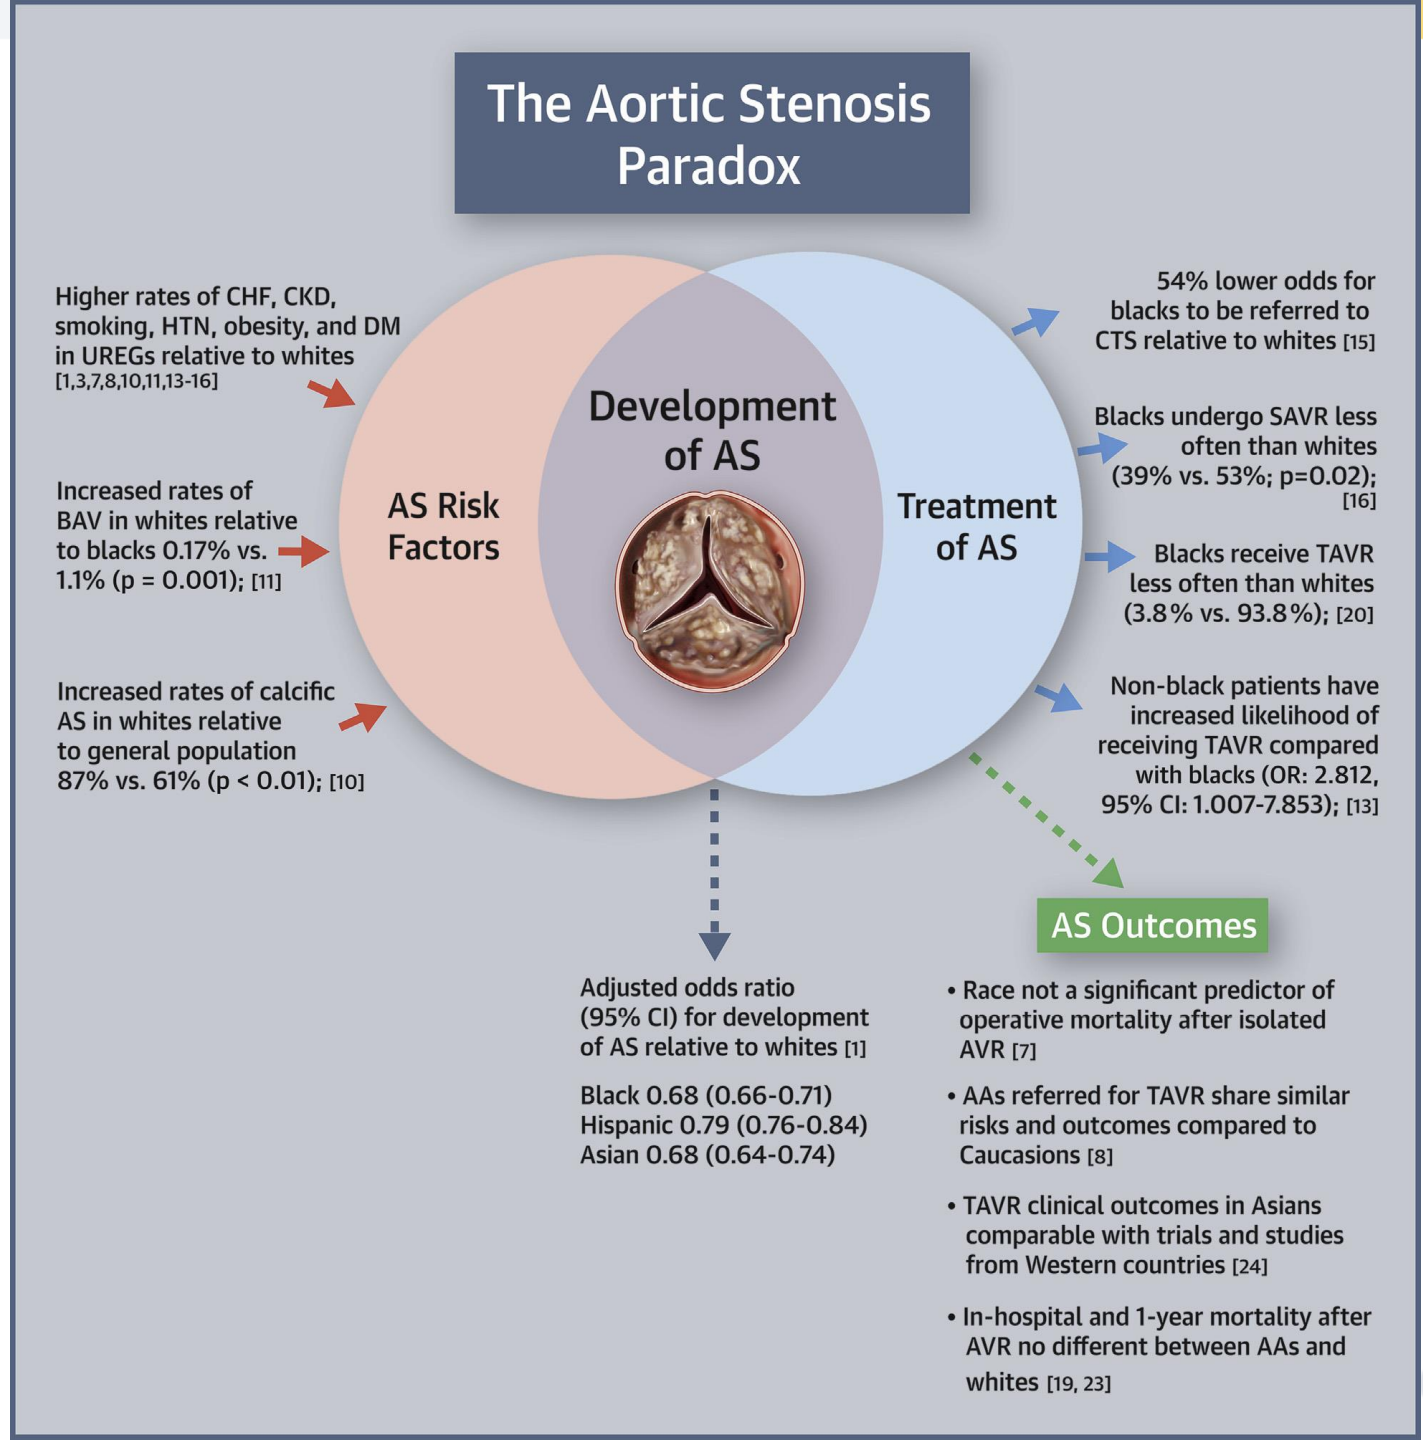 The Aortic Stenosis
Paradox
Higher rates of CHF, CKD,
smoking, HTN, obesity, and DM
in UREGs relative to whites
[1,3,7,8,10,11,13-16]
Increased rates of
BAV in whites relative
to blacks 0.17% vs.
1.1% (p = 0.001); [11]
Increased rates of calcific
AS in whites relative
to general population
87% vs. 61% (p < 0.01); [10]
AS Risk
Factors
Development
of AS
Treatment
of AS
54% lower odds for
blacks to be referred to
CTS relative to whites [15]
Blacks undergo SAVR less
often than whites
(39% vs. 53%; p=0.02);
[16]
Blacks receive TAVR
less often than whites
(3.8% vs. 93.8%); [20]
Non-black patients have
increased likelihood of
receiving TAVR compared
with blacks (OR: 2.812,
95% CI: 1.007-7.853); [13]
Adjusted odds ratio
(95% CI) for development
of AS relative to whites [1]
Black 0.68 (0.66-0.71)
Hispanic 0.79 (0.76-0.84)
Asian 0.68 (0.64-0.74)
AS Outcomes
• Race not a significant predictor of
operative mortality after isolated
AVR [7]
• AAs referred for TAVR share similar
risks and outcomes compared to
Caucasions [8]
• TAVR clinical outcomes in Asians
comparable with trials and studies
from Western countries [24]
• In-hospital and 1-year mortality after
AVR no different between AAs and
whites [19, 23]